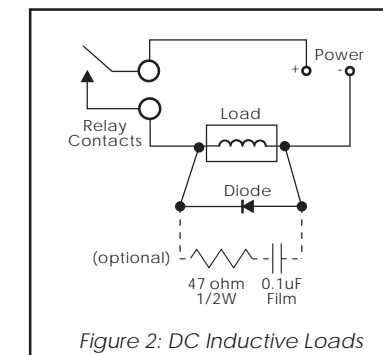 Power
+ -
Load
Relay
Contacts
Diode
(optional)
47 ohm 0.1uF
1/2W Film
Figure 2: DC Inductive Loads